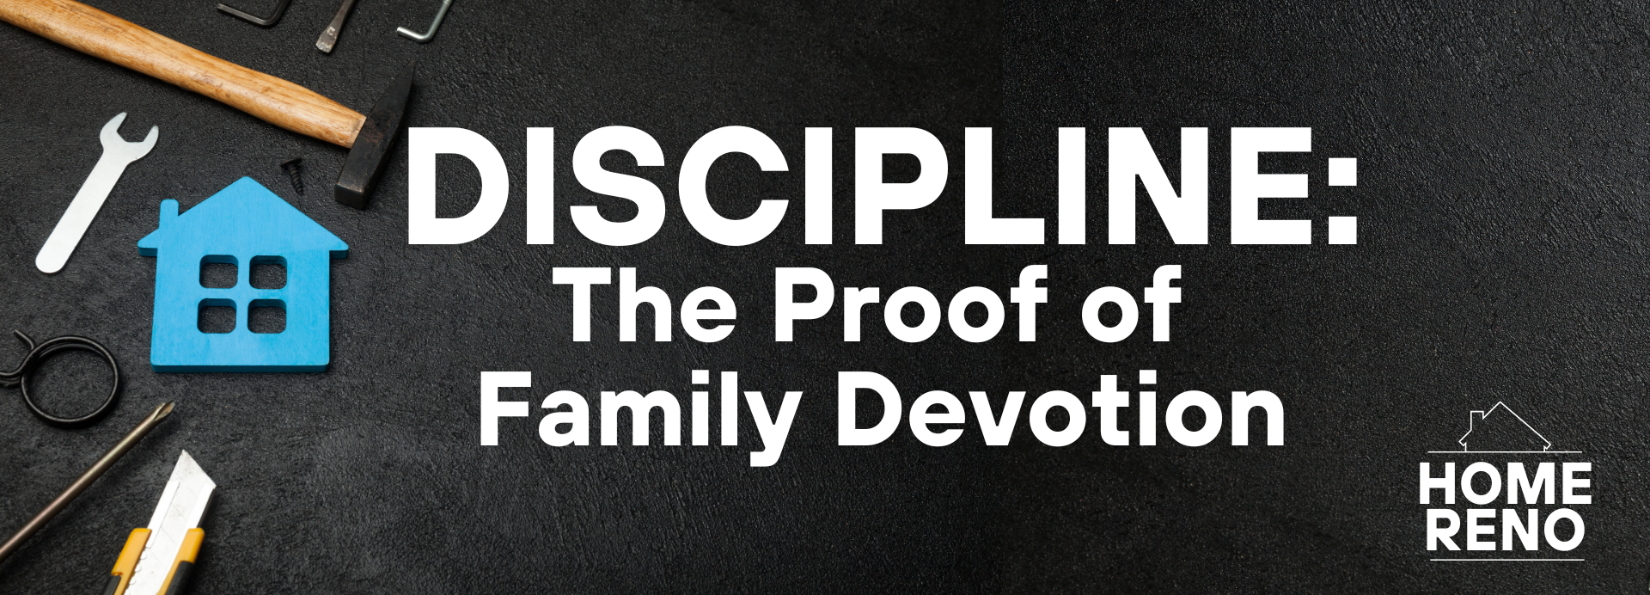 DISCIPLINE:
The Proof of
Family Devotion
HOME
RENO